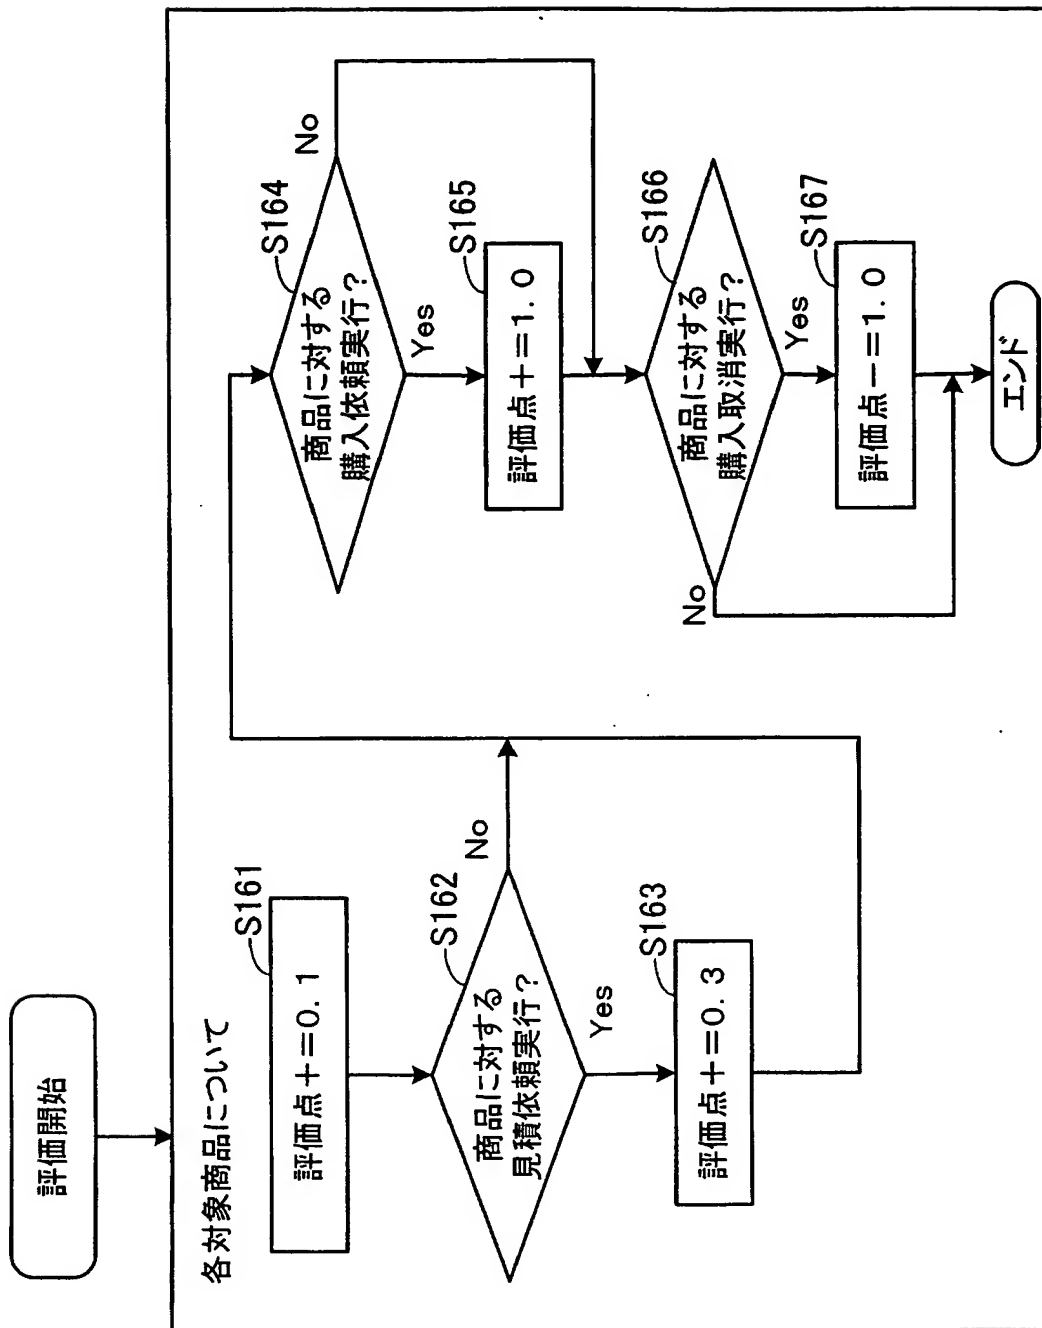 評価開始
各対象商品について
S161
評価点+=0.1
S162
商品に対する
見積依頼実行?
No
Yes
S163
評価点+=0.3
S164
商品に対する
購入依頼実行?
No
Yes
S165
評価点+=1.0
S166
商品に対する
購入取消実行?
No
Yes
S167
評価点−=1.0
エンド